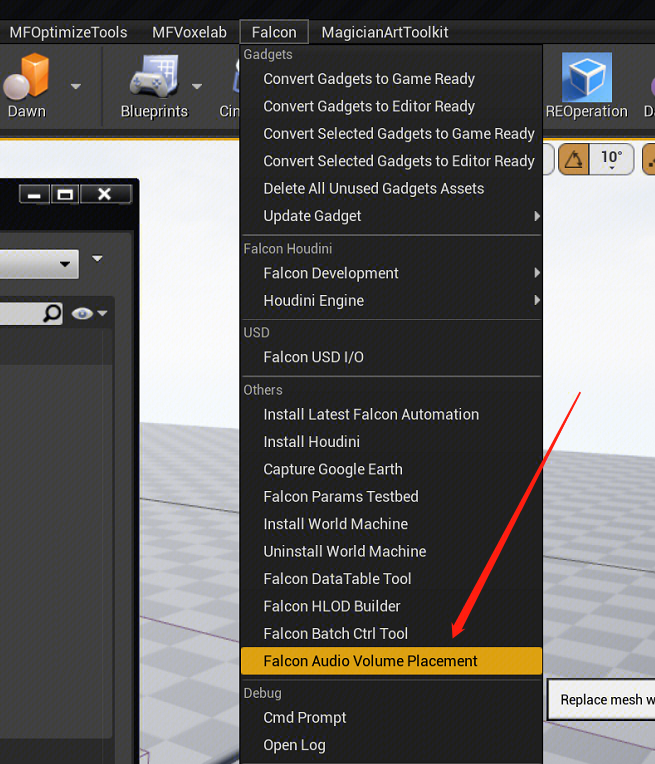 MFOptimizeTools MFVoxelab Falcon MagicianArtToolkit
Gadgets
Convert Gadgets to Game Ready
Convert Gadgets to Editor Ready
Convert Selected Gadgets to Game Ready
Convert Selected Gadgets to Editor Ready
Delete All Unused Gadgets Assets
Update Gadget
Falcon Houdini
Falcon Development
Houdini Engine
USD
Falcon USD I/O
Others
Install Latest Falcon Automation
Install Houdini
Capture Google Earth
Falcon Params Testbed
Install World Machine
Uninstall World Machine
Falcon DataTable Tool
Falcon HLOD Builder
Falcon Batch Ctrl Tool
Falcon Audio Volume Placement
Debug
Cmd Prompt
Open Log
Dawn
Blueprints
Cin
REOperation
10°
Replace mesh w